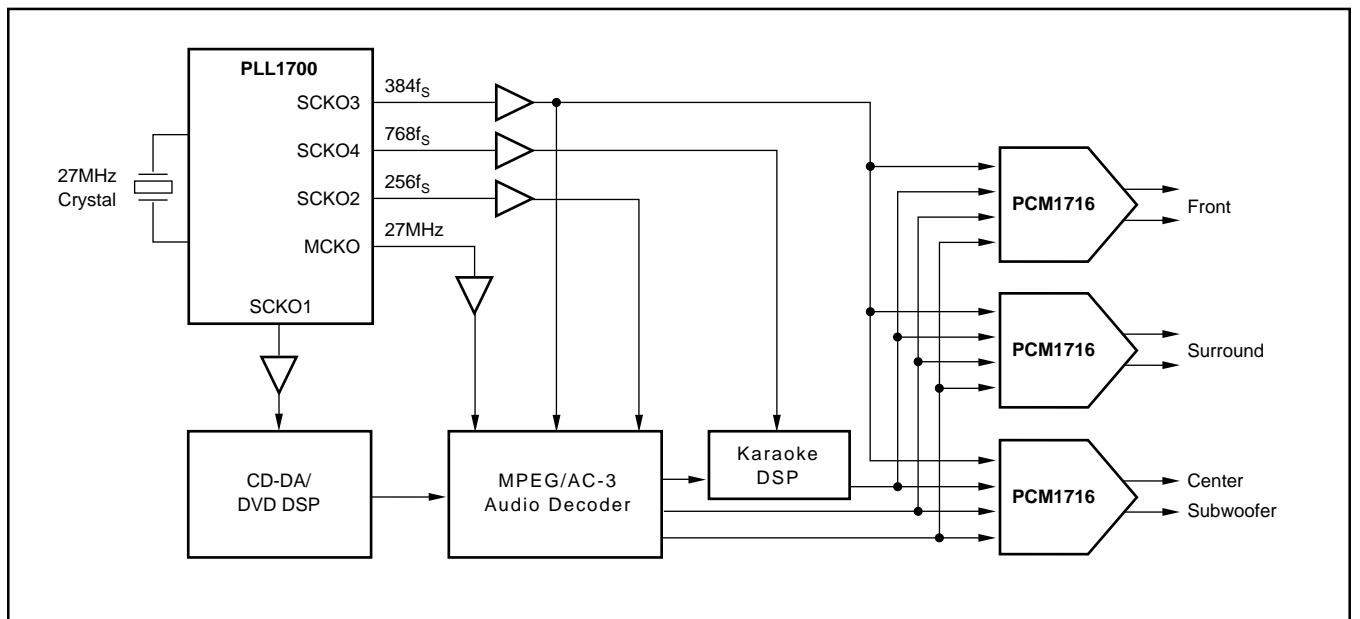 PLL1700
SCKO3
384fS
SCKO4
768fS
SCKO2
256fS
MCKO
27MHz
SCKO1
27MHz
Crystal
CD-DA/
DVD DSP
MPEG/AC-3
Audio Decoder
Karaoke
DSP
PCM1716
Front
PCM1716
Surround
PCM1716
Center
Subwoofer